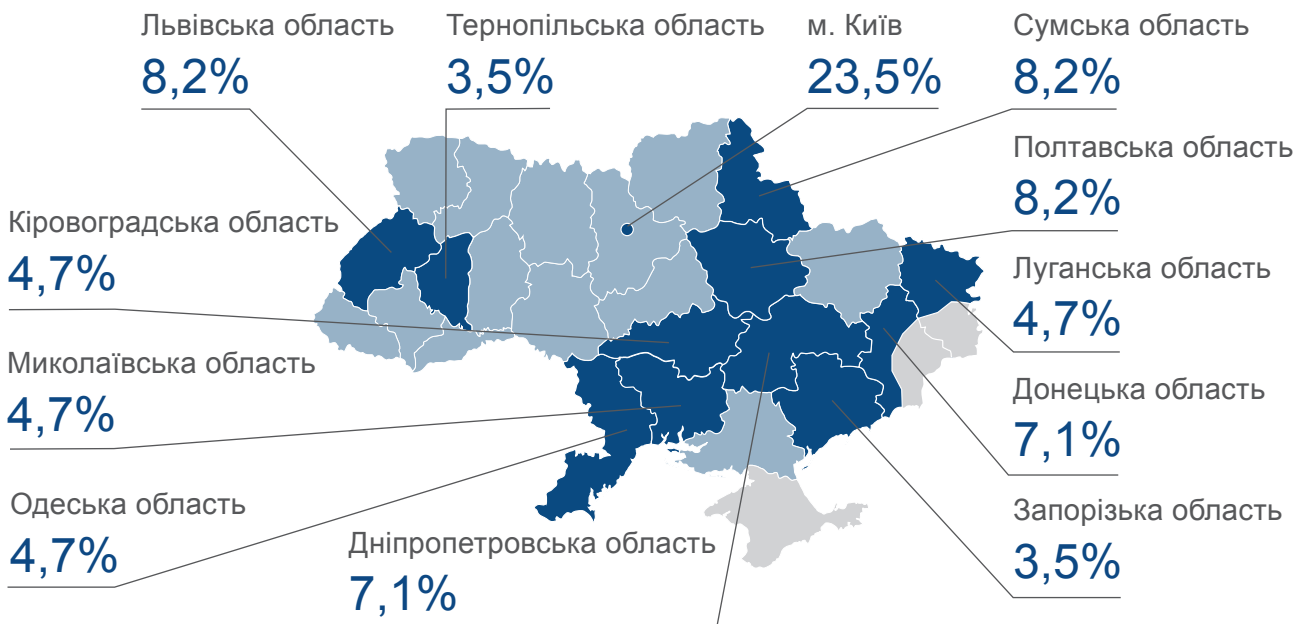 Львівська область
8,2%
Тернопільська область
3,5%
м. Київ
23,5%
Сумська область
8,2%
Полтавська область
8,2%
Кіровоградська область
4,7%
Луганська область
4,7%
Миколаївська область
4,7%
Донецька область
7,1%
Одеська область
4,7%
Запорізька область
3,5%
Дніпропетровська область
7,1%